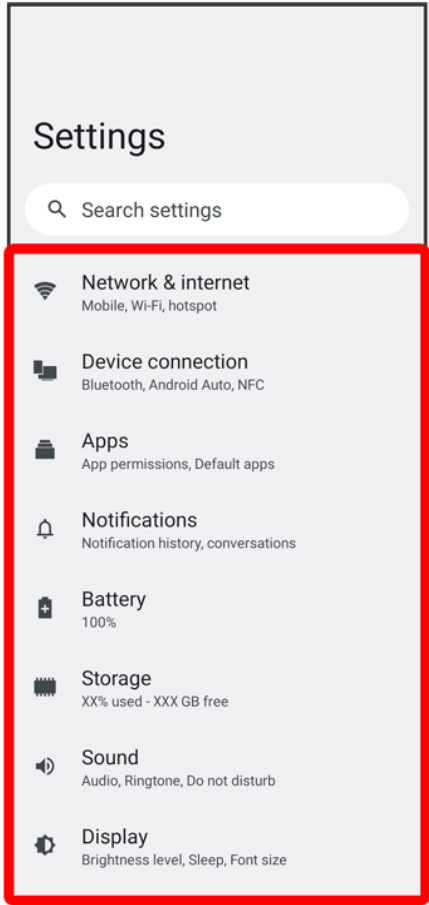 Settings
Search settings
Network & internet
Mobile, Wi-Fi, hotspot
Device connection
Bluetooth, Android Auto, NFC
Apps
App permissions, Default apps
Notifications
Notification history, conversations
Battery
100%
Storage
XX% used - XXX GB free
Sound
Audio, Ringtone, Do not disturb
Display
Brightness level, Sleep, Font size